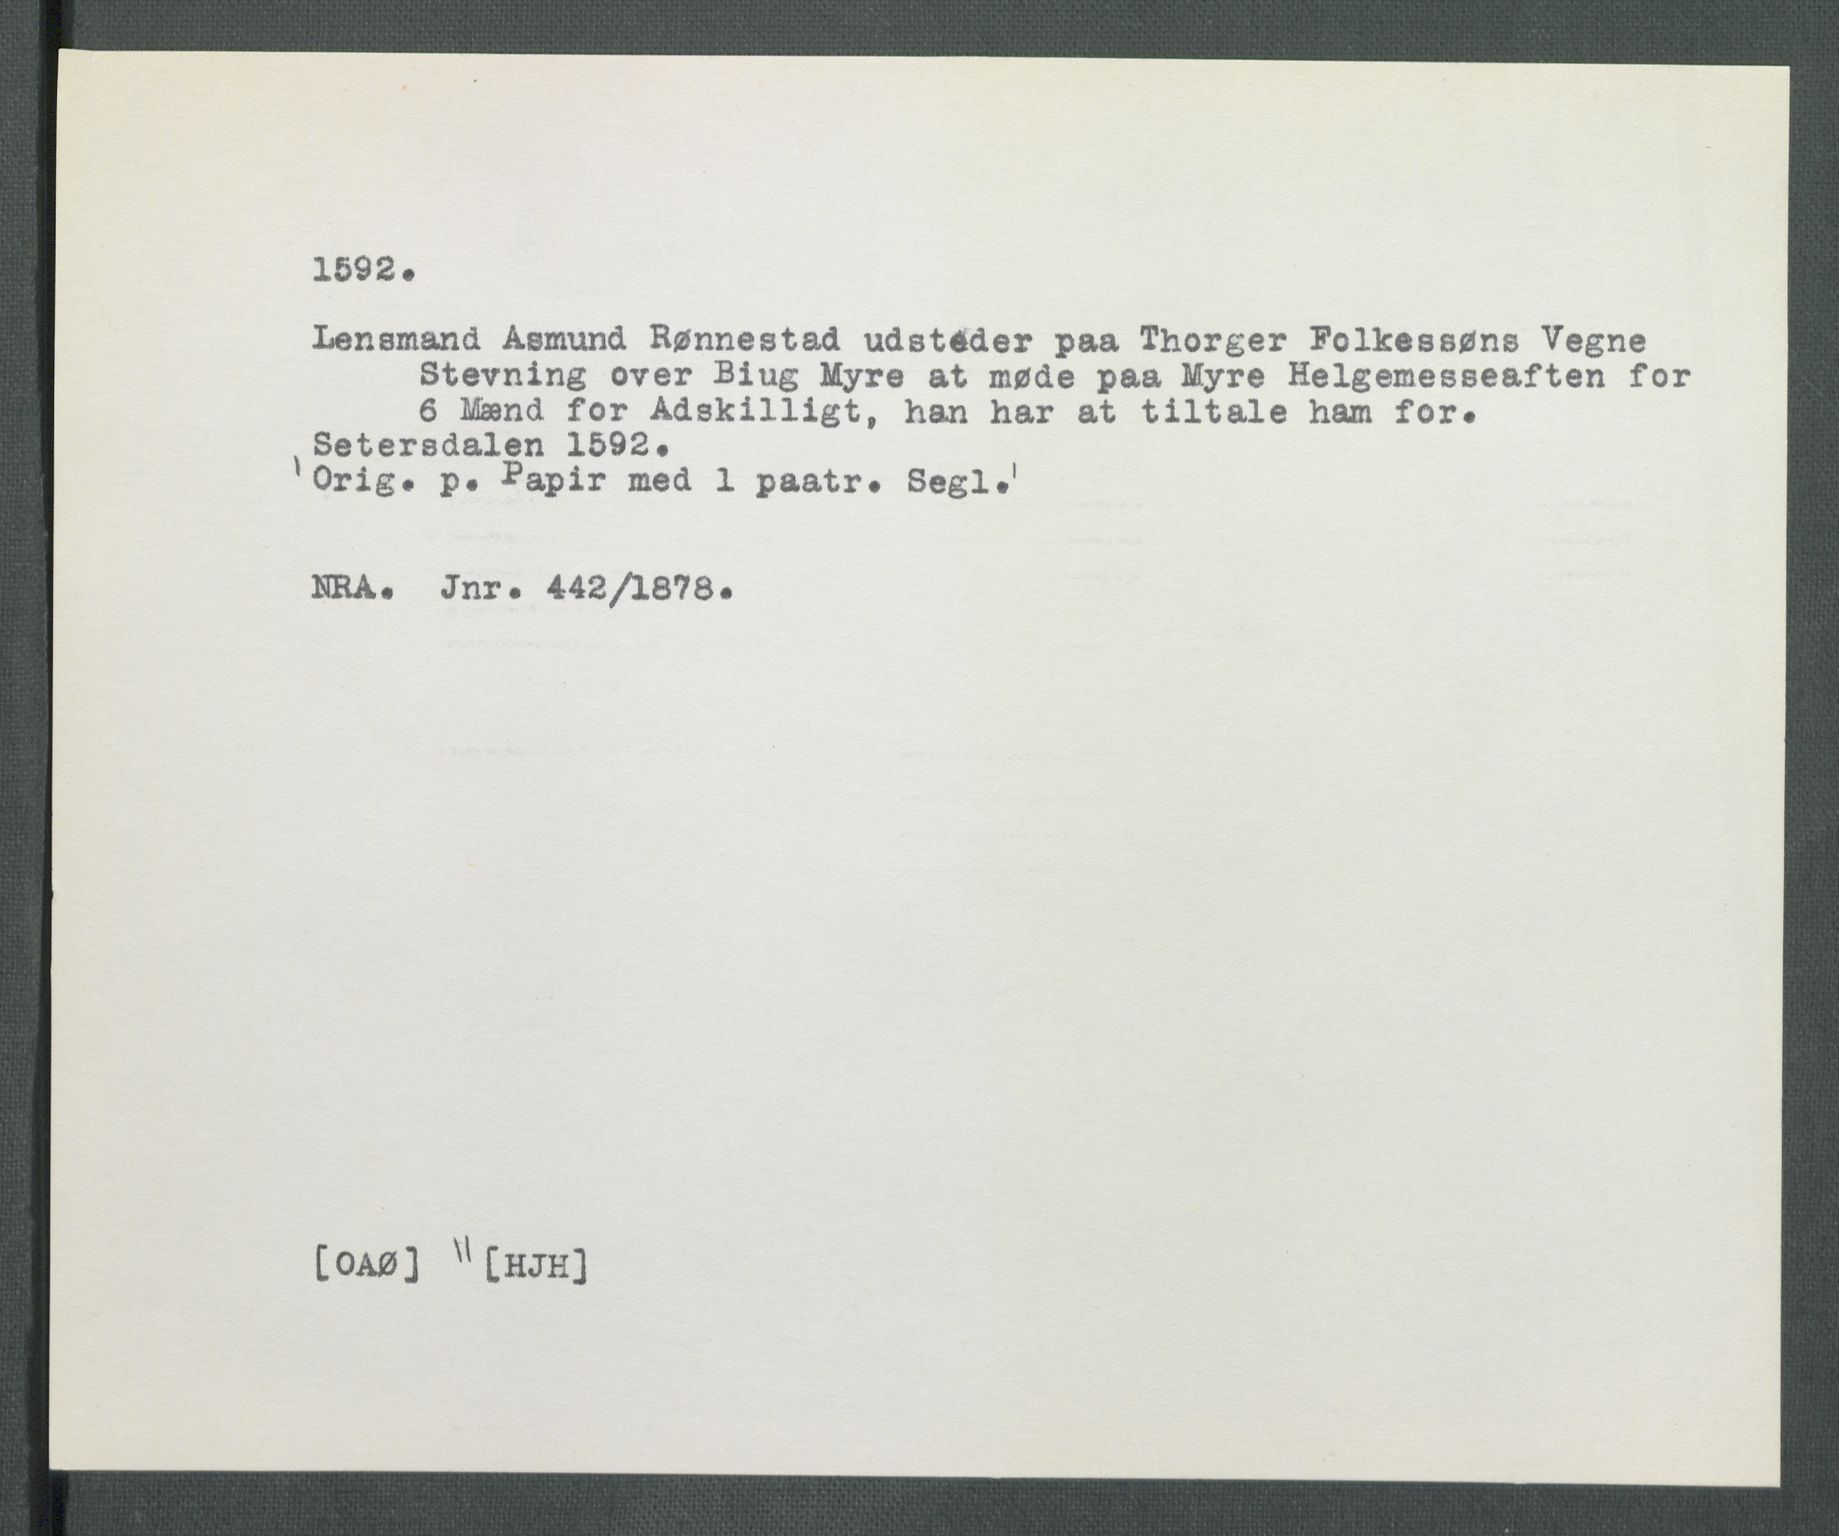 1592.
Lensmand Asmund Rønnestad udsteder paa Thorger Folkessøns Vegne
Stevning over Biug Myre at møde paa Myre Helgemesseaften for
6 Mænd for Adskilligt, han har at tiltale ham for.
Setersdalen 1592.
'Orig. p. Papir med 1 paatr. Segl.'
NRA. Jnr. 442/1878.
[OAØ] '' [HJH]